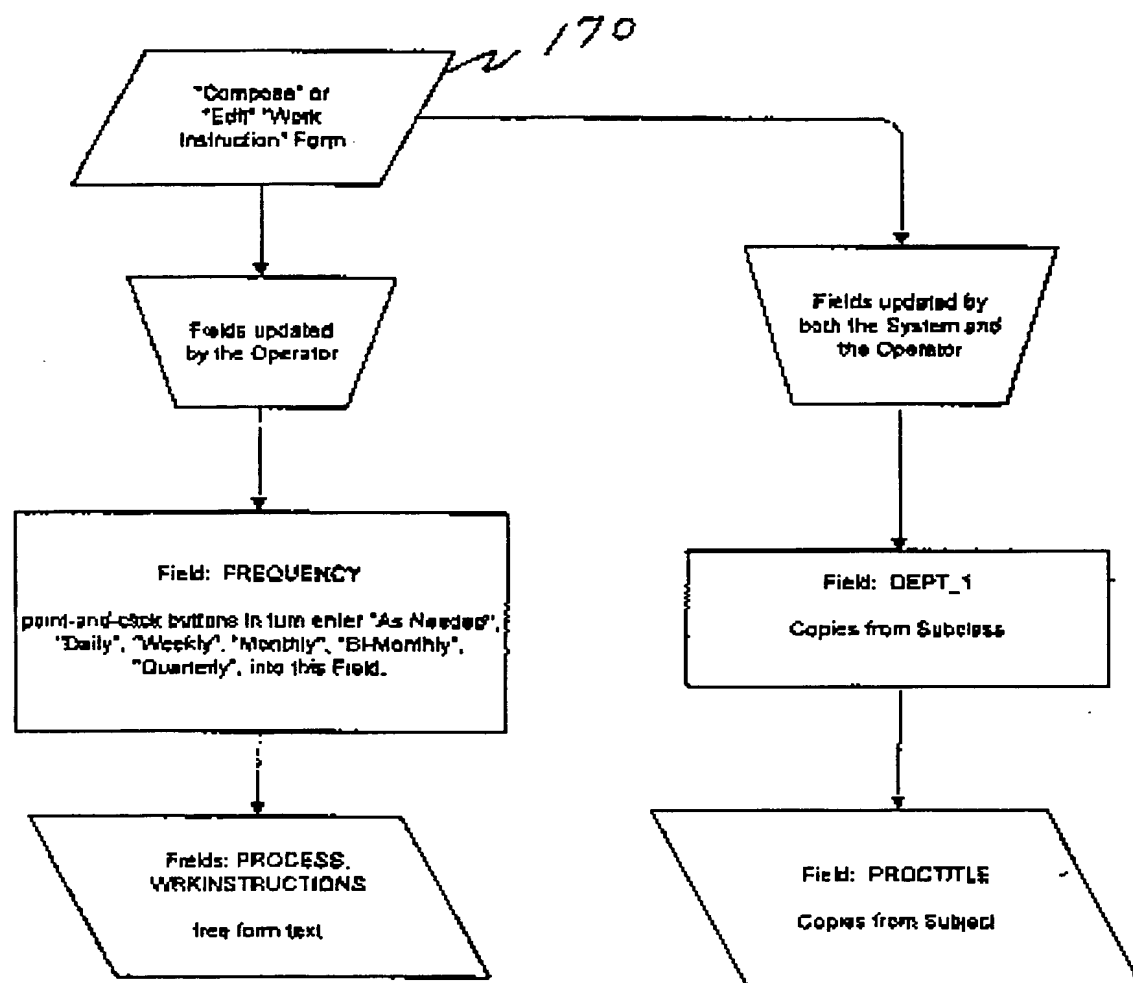 170
"Compose" or
"Edit" "Work
Instruction" Form
Fields updated
by the Operator
Fields updated by
both the System and
the Operator
Field: FREQUENCY
point-and-click buttons in turn enter "As Needed",
"Daily", "Weekly", "Monthly", "Bi-Monthly",
"Quarterly", into this Field.
Field: DEPT_1
Copies from Subclass
Fields: PROCESS,
WRKINSTRUCTIONS
free form text
Field: PROCTITLE
Copies from Subject